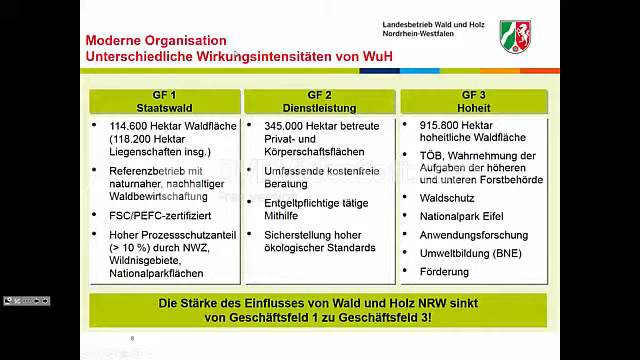 Landesbetrieb Wald und Holz
Nordrhein-Westfalen
Moderne Organisation
Unterschiedliche Wirkungsintensitäten von WuH
GF 1
Staatswald
• 114.600 Hektar Waldfläche
(118.200 Hektar
Liegenschaften insg.)
• Referenzbetrieb mit
naturnaher, nachhaltiger
Waldbewirtschaftung
• FSC/PEFC-zertifiziert
• Hoher Prozessschutzanteil
(> 10 %) durch NWZ,
Wildnisgebiete,
Nationalparkflächen
GF 2
Dienstleistung
• 345.000 Hektar betreute
Privat- und
Körperschaftsflächen
• Umfassende kostenfreie
Beratung
• Entgeltpflichtige tätige
Mithilfe
• Sicherstellung hoher
ökologischer Standards
GF 3
Hoheit
• 915.800 Hektar
hoheitliche Waldfläche
• TÖB, Wahrnehmung der
Aufgaben der höheren
und unteren Forstbehörde
• Waldschutz
• Nationalpark Eifel
• Anwendungsforschung
• Umweltbildung (BNE)
• Förderung
Die Stärke des Einflusses von Wald und Holz NRW sinkt
von Geschäftsfeld 1 zu Geschäftsfeld 3!
8